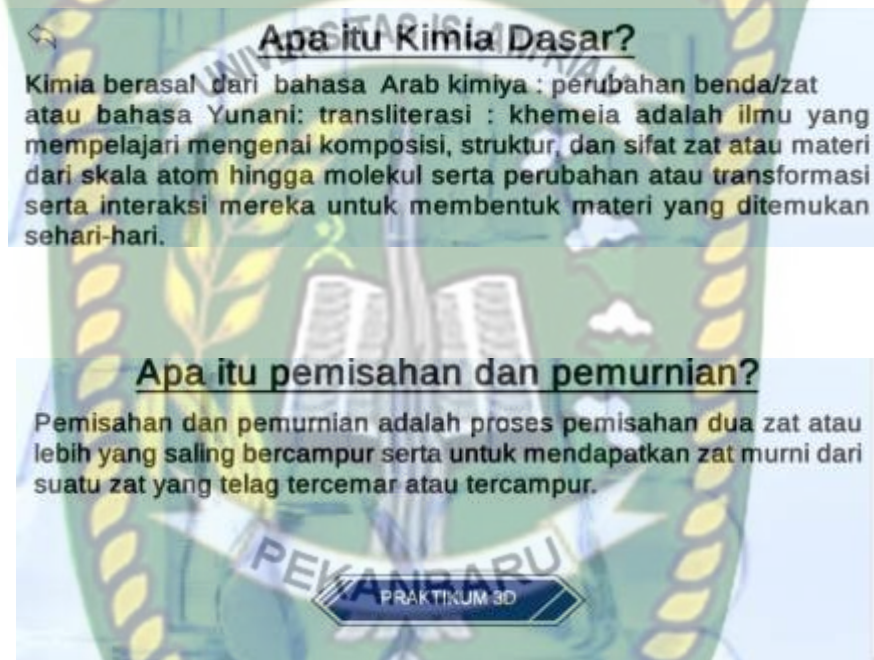 UNIVERSITAS ISLAM RIAU
Apa itu Kimia Dasar?
Kimia berasal dari bahasa Arab kimiya : perubahan benda/zat
atau bahasa Yunani: transliterasi : khemeia adalah ilmu yang
mempelajari mengenai komposisi, struktur, dan sifat zat atau materi
dari skala atom hingga molekul serta perubahan atau transformasi
serta interaksi mereka untuk membentuk materi yang ditemukan
sehari-hari.
Apa itu pemisahan dan pemurnian?
Pemisahan dan pemurnian adalah proses pemisahan dua zat atau
lebih yang saling bercampur serta untuk mendapatkan zat murni dari
suatu zat yang telag tercemar atau tercampur.
PEKANBARU
PRAKTIKUM 3D